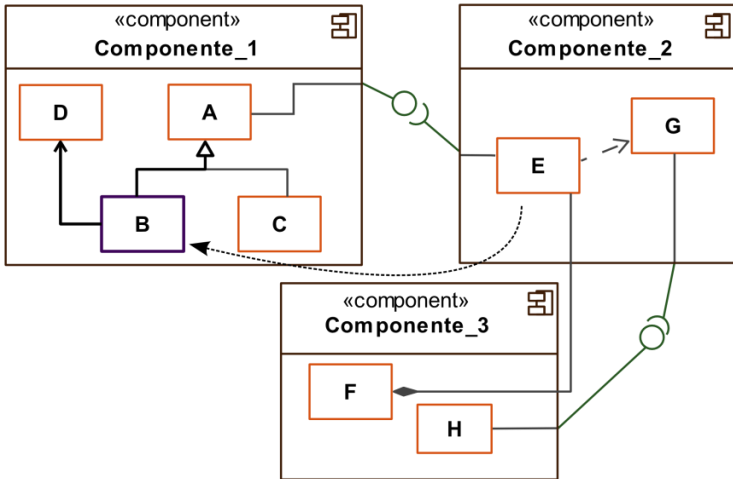 «component»
Componente_1
D
A
B
C
«component»
Componente_2
G
E
«component»
Componente_3
F
H